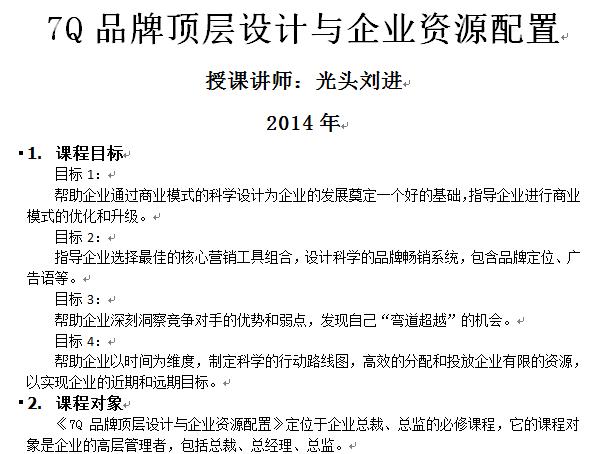 7Q 品牌顶层设计与企业资源配置
授课讲师：光头刘进
2014 年
1. 课程目标
目标 1：
帮助企业通过商业模式的科学设计为企业的发展奠定一个好的基础，指导企业进行商业
模式的优化和升级。
目标 2：
指导企业选择最佳的核心营销工具组合，设计科学的品牌畅销系统，包含品牌定位、广
告语等。
目标 3：
帮助企业深刻洞察竞争对手的优势和弱点，发现自己“弯道超越”的机会。
目标 4：
帮助企业以时间为维度，制定科学的行动路线图，高效的分配和投放企业有限的资源，
以实现企业的近期和远期目标。
2. 课程对象
《7Q 品牌顶层设计与企业资源配置》定位于企业总裁、总监的必修课程，它的课程对
象是企业的高层管理者，包括总裁、总经理、总监。